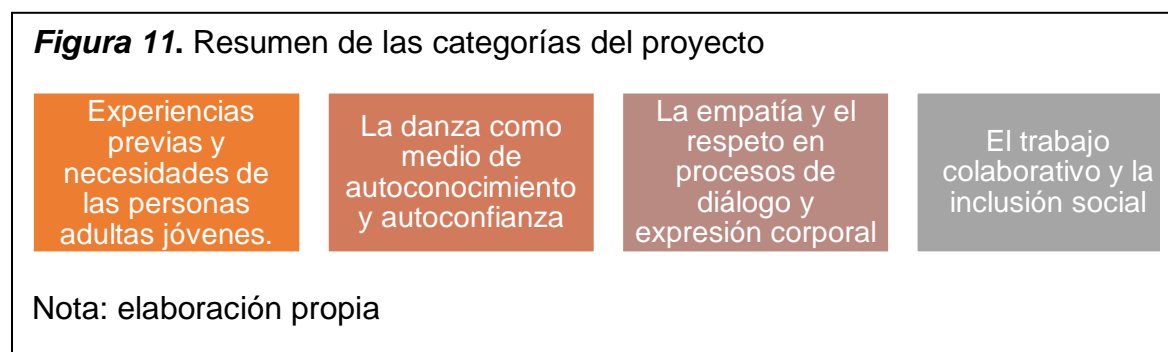 Figura 11. Resumen de las categorías del proyecto
Experiencias
previas y
necesidades de
las personas
adultas jóvenes.
La danza como
medio de
autoconocimiento
y autoconfianza
La empatía y el
respeto en
procesos de
diálogo y
expresión corporal
El trabajo
colaborativo y la
inclusión social
Nota: elaboración propia